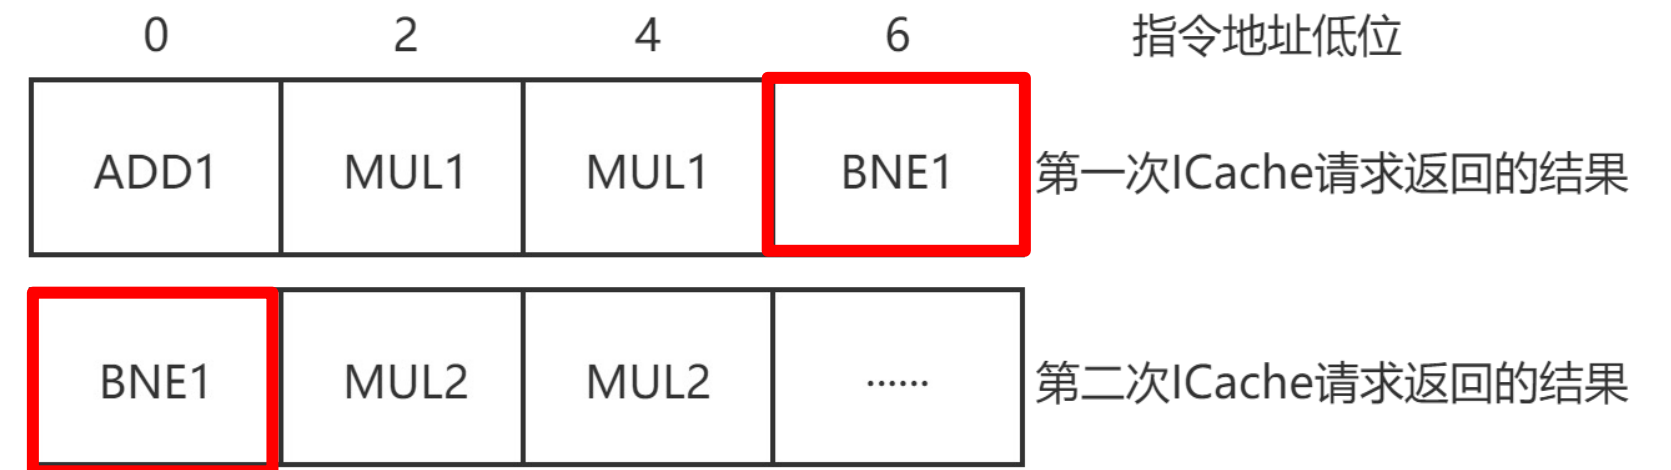 0 2 4 6 指令地址低位
ADD1 MUL1 MUL1 BNE1 第一次ICache请求返回的结果
BNE1 MUL2 MUL2 ...... 第二次ICache请求返回的结果